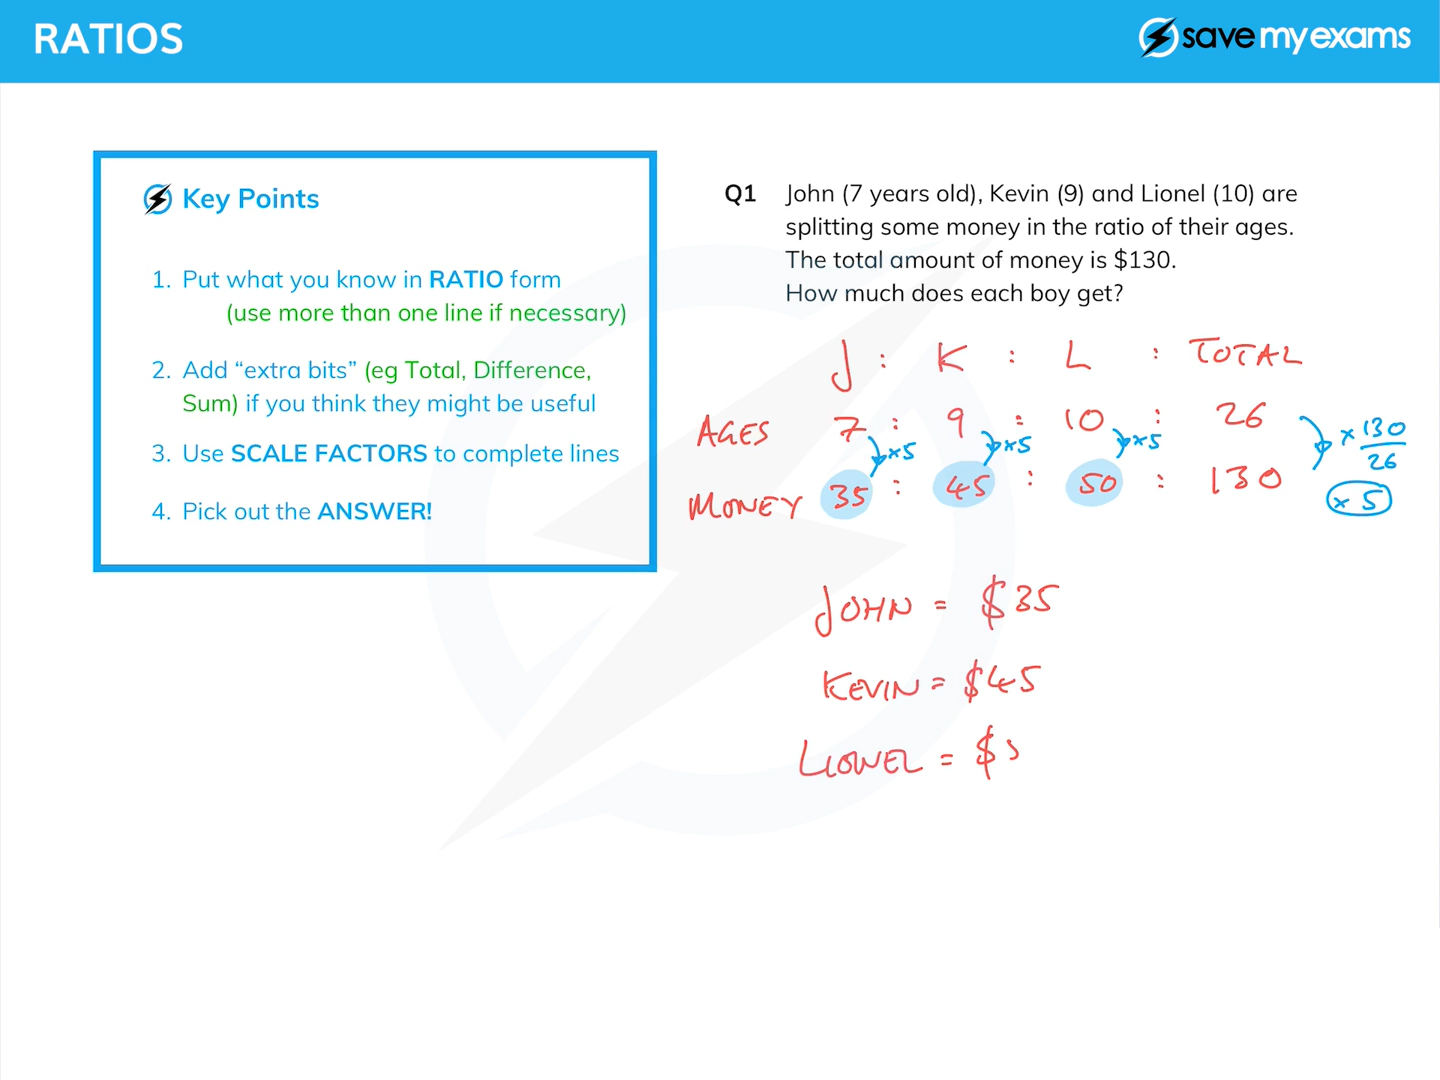 RATIOS
save my exams
Key Points
1. Put what you know in RATIO form
(use more than one line if necessary)
2. Add “extra bits” (eg Total, Difference,
Sum) if you think they might be useful
3. Use SCALE FACTORS to complete lines
4. Pick out the ANSWER!
Q1 John (7 years old), Kevin (9) and Lionel (10) are
splitting some money in the ratio of their ages.
The total amount of money is $130.
How much does each boy get?
J : K : L : TOTAL
AGES 7 : 9 : 10 : 26
×5 ×5 ×5 × 130/26
MONEY 35 : 45 : 50 : 130
× 5
JOHN = $35
KEVIN = $45
LIONEL = $